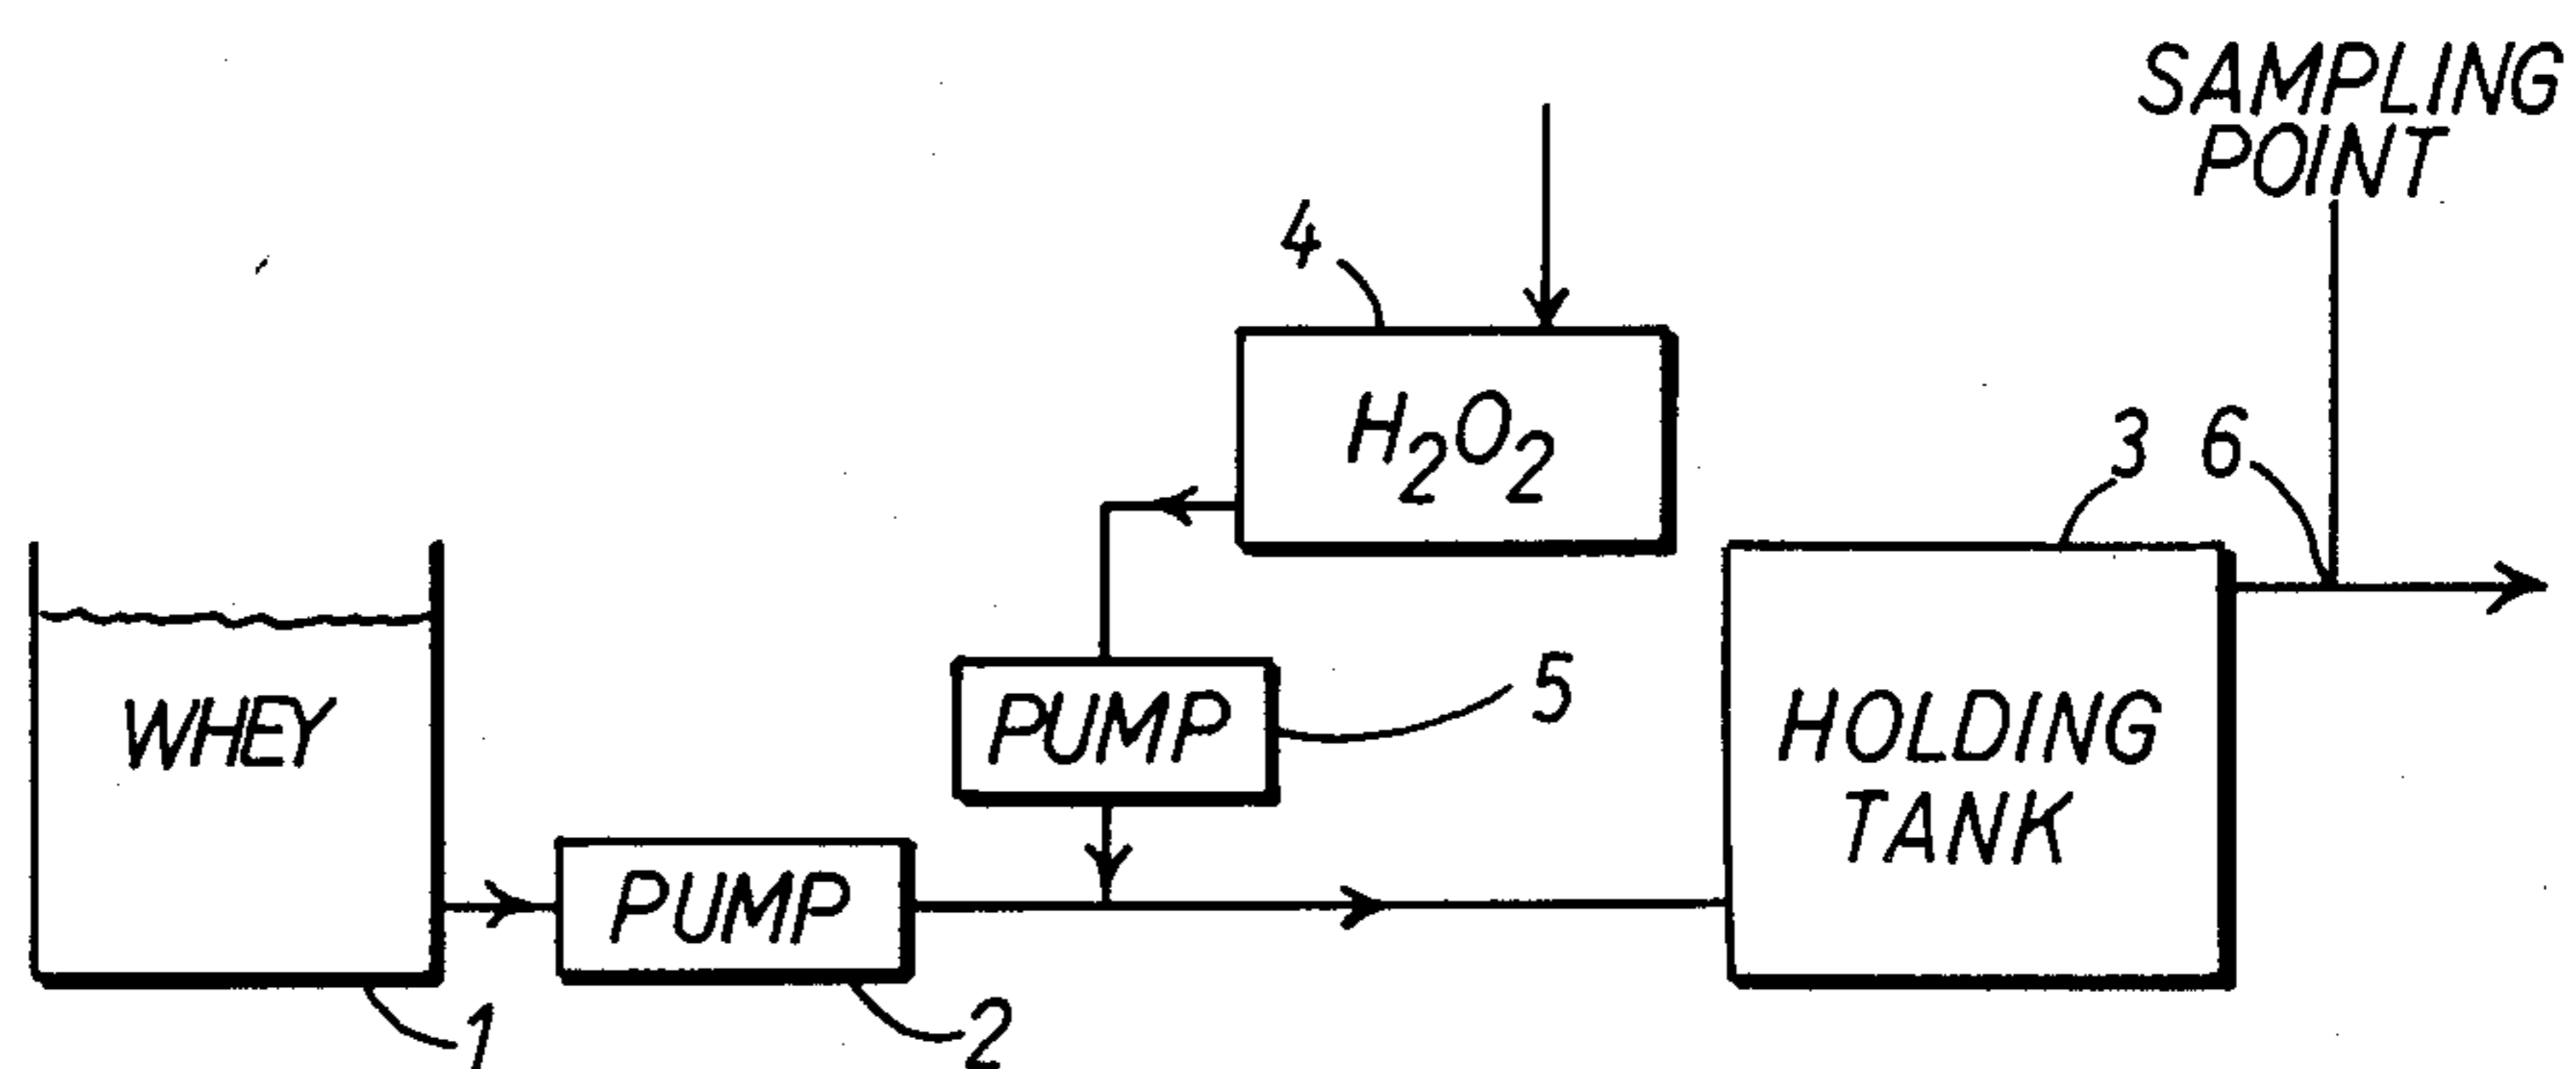 SAMPLING
POINT
4
H₂O₂
3 6
5
WHEY
PUMP
HOLDING
TANK
PUMP
1
2